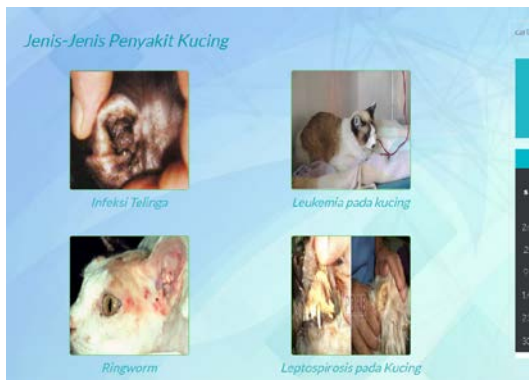 Jenis-Jenis Penyakit Kucing
Infeksi Telinga
Leukemia pada kucing
Ringworm
Leptospirosis pada Kucing